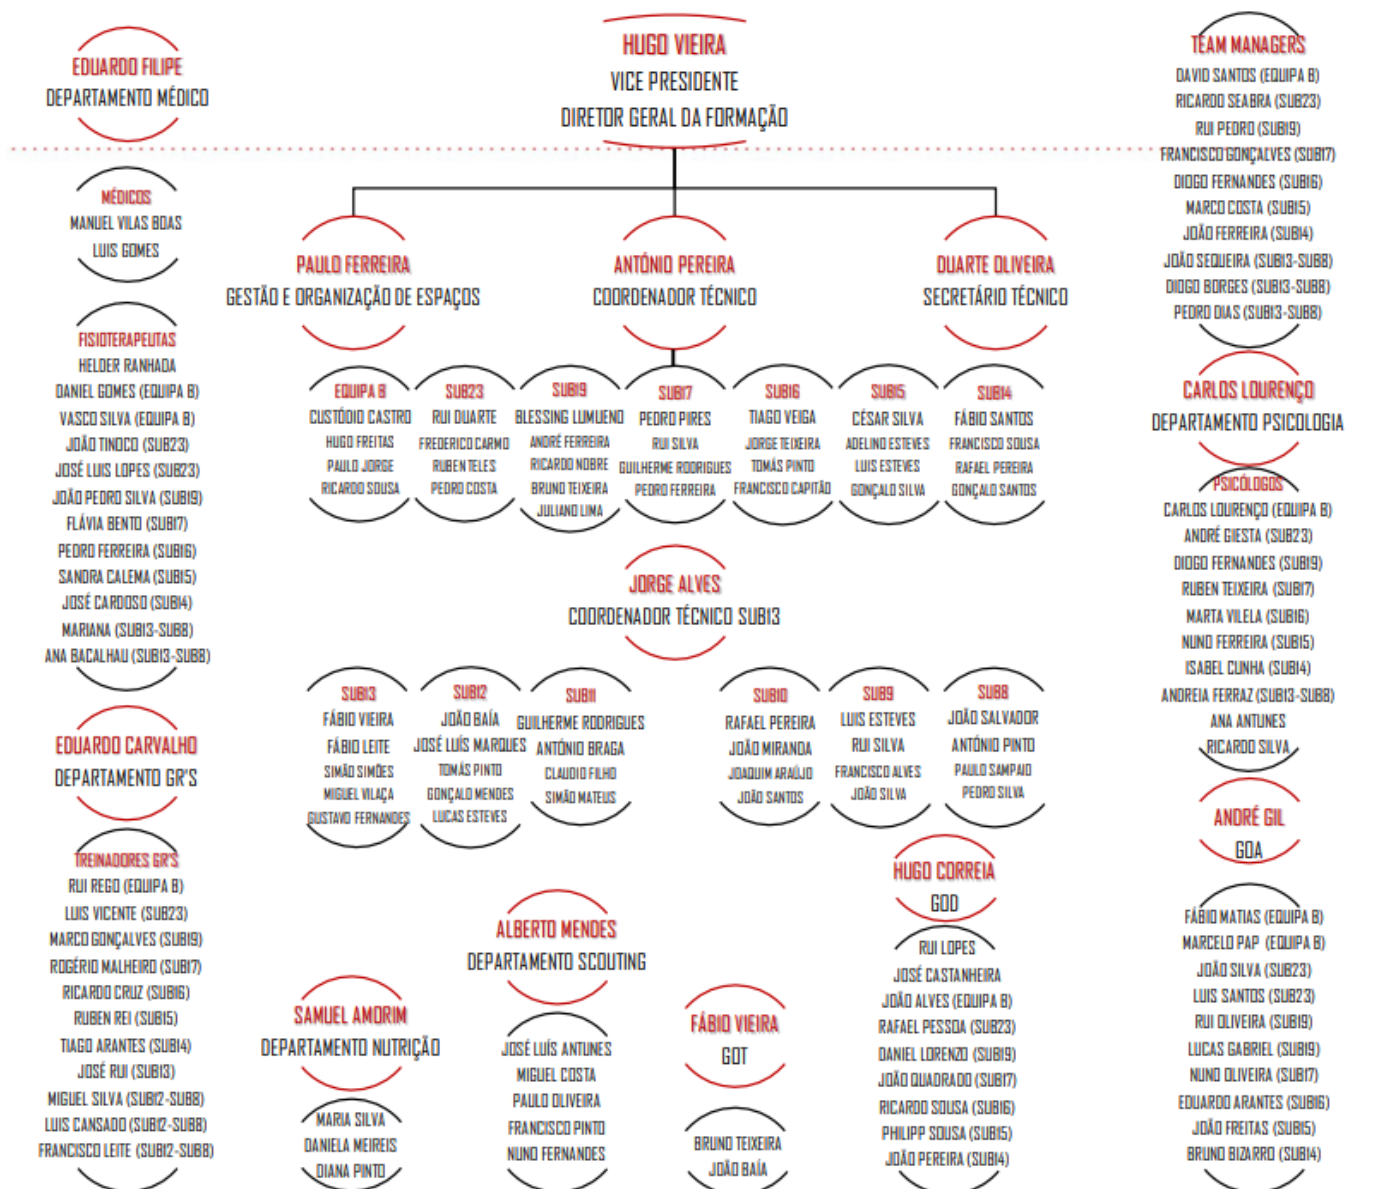 EDUARDO FILIPE
DEPARTAMENTO MÉDICO
MÉDICOS
MANUEL VILAS BOAS
LUIS GOMES
FISIOTERAPEUTAS
HELDER RANHADA
DANIEL GOMES (EQUIPA B)
VASCO SILVA (EQUIPA B)
JOÃO TINOCO (SUB23)
JOSÉ LUIS LOPES (SUB23)
JOÃO PEDRO SILVA (SUB19)
FLÁVIA BENTO (SUB17)
PEDRO FERREIRA (SUB16)
SANDRA CALEMA (SUB15)
JOSÉ CARDOSO (SUB14)
MARIANA (SUB13-SUB8)
ANA BACALHAU (SUB13-SUB8)
EDUARDO CARVALHO
DEPARTAMENTO GR'S
TREINADORES GR'S
RUI REGO (EQUIPA B)
LUIS VICENTE (SUB23)
MARCO GONÇALVES (SUB19)
ROGÉRIO MALHEIRO (SUB17)
RICARDO CRUZ (SUB16)
RUBEN REI (SUB15)
TIAGO ARANTES (SUB14)
JOSÉ RUI (SUB13)
MIGUEL SILVA (SUB12-SUB8)
LUIS CANSADO (SUB12-SUB8)
FRANCISCO LEITE (SUB12-SUB8)
HUGO VIEIRA
VICE PRESIDENTE
DIRETOR GERAL DA FORMAÇÃO
PAULO FERREIRA
GESTÃO E ORGANIZAÇÃO DE ESPAÇOS
ANTÓNIO PEREIRA
COORDENADOR TÉCNICO
DUARTE OLIVEIRA
SECRETÁRIO TÉCNICO
EQUIPA B
CUSTÓDIO CASTRO
HUGO FREITAS
PAULO JORGE
RICARDO SOUSA
SUB23
RUI DUARTE
FREDERICO CARMO
RUBEN TELES
PEDRO COSTA
SUB19
BLESSING LUMUENO
ANDRÉ FERREIRA
RICARDO NOBRE
BRUNO TEIXEIRA
JULIANO LIMA
SUB17
PEDRO PIRES
RUI SILVA
GUILHERME RODRIGUES
PEDRO FERREIRA
SUB16
TIAGO VEIGA
JORGE TEIXEIRA
TOMÁS PINTO
FRANCISCO CAPITÃO
SUB15
CÉSAR SILVA
ADELINO ESTEVES
LUIS ESTEVES
GONÇALO SILVA
SUB14
FÁBIO SANTOS
FRANCISCO SOUSA
RAFAEL PEREIRA
GONÇALO SANTOS
JORGE ALVES
COORDENADOR TÉCNICO SUB13
SUB13
FÁBIO VIEIRA
FÁBIO LEITE
SIMÃO SIMÕES
MIGUEL VILAÇA
GUSTAVO FERNANDES
SUB12
JOÃO BAÍA
JOSÉ LUÍS MARQUES
TOMÁS PINTO
GONÇALO MENDES
LUCAS ESTEVES
SUB11
GUILHERME RODRIGUES
ANTÓNIO BRAGA
CLAUDIO FILHO
SIMÃO MATEUS
SUB10
RAFAEL PEREIRA
JOÃO MIRANDA
JOAQUIM ARAÚJO
JOÃO SANTOS
SUB9
LUIS ESTEVES
RUI SILVA
FRANCISCO ALVES
JOÃO SILVA
SUB8
JOÃO SALVADOR
ANTÓNIO PINTO
PAULO SAMPAIO
PEDRO SILVA
SAMUEL AMORIM
DEPARTAMENTO NUTRIÇÃO
MARIA SILVA
DANIELA MEIREIS
DIANA PINTO
ALBERTO MENDES
DEPARTAMENTO SCOUTING
JOSÉ LUÍS ANTUNES
MIGUEL COSTA
PAULO OLIVEIRA
FRANCISCO PINTO
NUNO FERNANDES
FÁBIO VIEIRA
GOT
BRUNO TEIXEIRA
JOÃO BAÍA
HUGO CORREIA
GOD
RUI LOPES
JOSÉ CASTANHEIRA
JOÃO ALVES (EQUIPA B)
RAFAEL PESSOA (SUB23)
DANIEL LORENZO (SUB19)
JOÃO QUADRADO (SUB17)
RICARDO SOUSA (SUB16)
PHILIPP SOUSA (SUB15)
JOÃO PEREIRA (SUB14)
TEAM MANAGERS
DAVID SANTOS (EQUIPA B)
RICARDO SEABRA (SUB23)
RUI PEDRO (SUB19)
FRANCISCO GONÇALVES (SUB17)
DIOGO FERNANDES (SUB16)
MARCO COSTA (SUB15)
JOÃO FERREIRA (SUB14)
JOÃO SEQUEIRA (SUB13-SUB8)
DIOGO BORGES (SUB13-SUB8)
PEDRO DIAS (SUB13-SUB8)
CARLOS LOURENÇO
DEPARTAMENTO PSICOLOGIA
PSICÓLOGOS
CARLOS LOURENÇO (EQUIPA B)
ANDRÉ GIESTA (SUB23)
DIOGO FERNANDES (SUB19)
RUBEN TEIXEIRA (SUB17)
MARTA VILELA (SUB16)
NUNO FERREIRA (SUB15)
ISABEL CUNHA (SUB14)
ANDREIA FERRAZ (SUB13-SUB8)
ANA ANTUNES
RICARDO SILVA
ANDRÉ GIL
GOA
FÁBIO MATIAS (EQUIPA B)
MARCELO PAP (EQUIPA B)
JOÃO SILVA (SUB23)
LUIS SANTOS (SUB23)
RUI OLIVEIRA (SUB19)
LUCAS GABRIEL (SUB19)
NUNO OLIVEIRA (SUB17)
EDUARDO ARANTES (SUB16)
JOÃO FREITAS (SUB15)
BRUNO BIZARRO (SUB14)